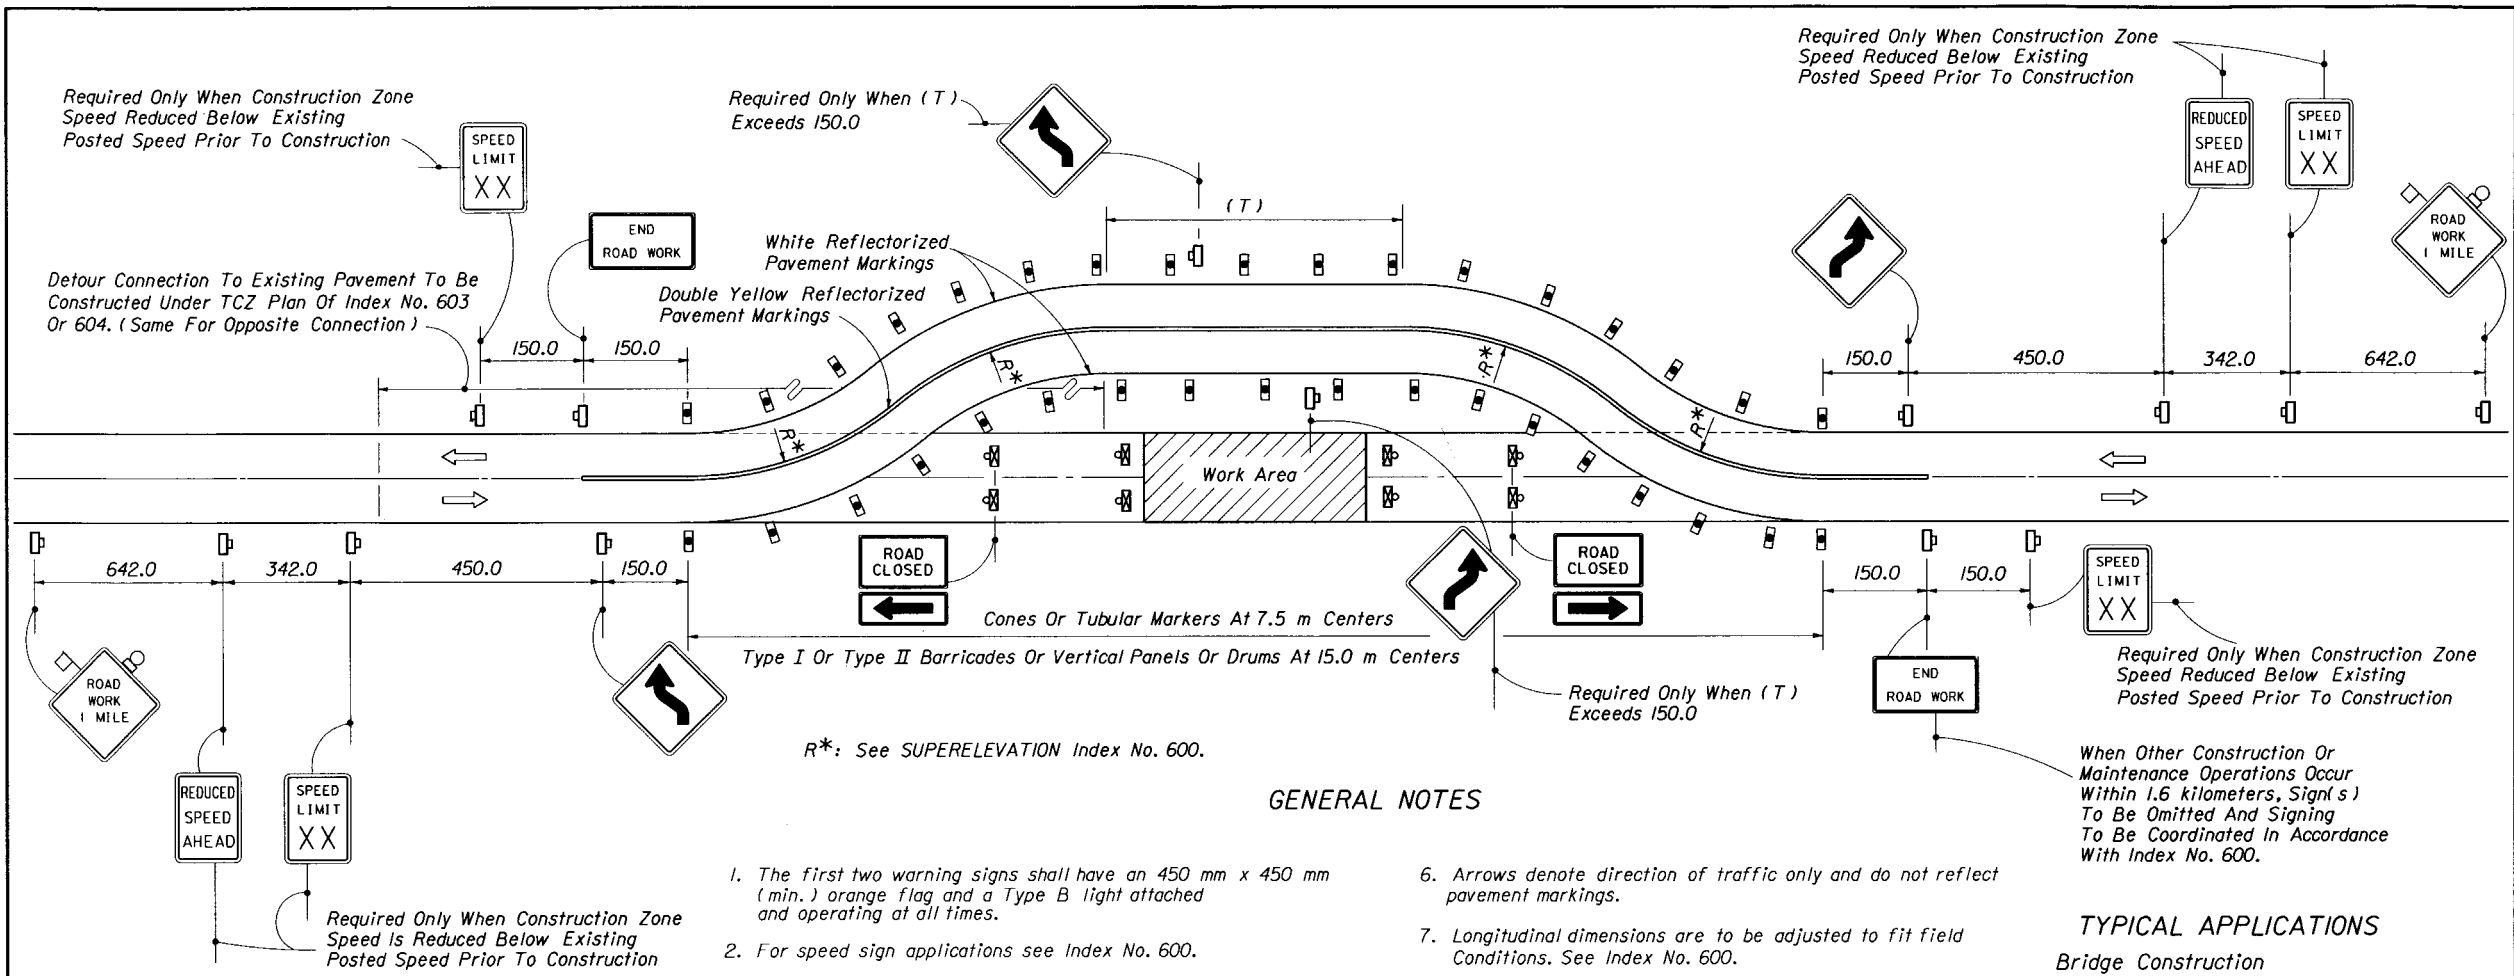 Required Only When Construction Zone
Speed Reduced Below Existing
Posted Speed Prior To Construction
SPEED
LIMIT
XX
END
ROAD WORK
Detour Connection To Existing Pavement To Be
Constructed Under TCZ Plan Of Index No. 603
Or 604. (Same For Opposite Connection)
150.0
150.0
Required Only When (T)
Exceeds 150.0
(T)
White Reflectorized
Pavement Markings
Double Yellow Reflectorized
Pavement Markings
R*
R*
R*
R*
Required Only When Construction Zone
Speed Reduced Below Existing
Posted Speed Prior To Construction
REDUCED
SPEED
AHEAD
SPEED
LIMIT
XX
ROAD
WORK
1 MILE
150.0
450.0
342.0
642.0
Work Area
642.0
342.0
450.0
150.0
ROAD
CLOSED
ROAD
CLOSED
150.0
150.0
SPEED
LIMIT
XX
Cones Or Tubular Markers At 7.5 m Centers
Type I Or Type II Barricades Or Vertical Panels Or Drums At 15.0 m Centers
ROAD
WORK
1 MILE
Required Only When (T)
Exceeds 150.0
END
ROAD WORK
Required Only When Construction Zone
Speed Reduced Below Existing
Posted Speed Prior To Construction
R*: See SUPERELEVATION Index No. 600.
REDUCED
SPEED
AHEAD
SPEED
LIMIT
XX
When Other Construction Or
Maintenance Operations Occur
Within 1.6 kilometers, Sign(s)
To Be Omitted And Signing
To Be Coordinated In Accordance
With Index No. 600.
Required Only When Construction Zone
Speed Is Reduced Below Existing
Posted Speed Prior To Construction
GENERAL NOTES
1. The first two warning signs shall have an 450 mm x 450 mm
(min.) orange flag and a Type B light attached
and operating at all times.
2. For speed sign applications see Index No. 600.
6. Arrows denote direction of traffic only and do not reflect
pavement markings.
7. Longitudinal dimensions are to be adjusted to fit field
Conditions. See Index No. 600.
TYPICAL APPLICATIONS
Bridge Construction